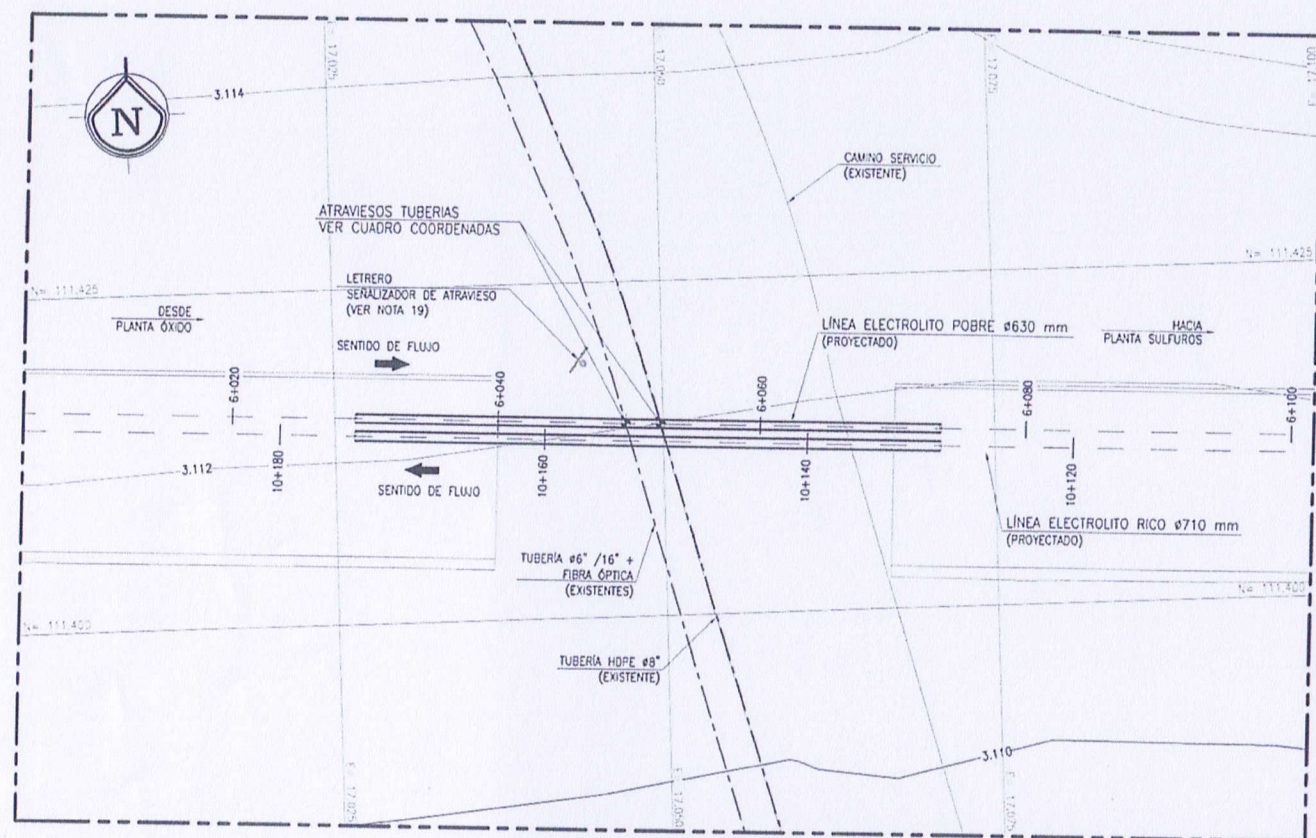 E= 17.025
E= 17.050
E= 17.075
E= 17.100
N
3.114
CAMINO SERVICIO
(EXISTENTE)
ATRAVIESOS TUBERIAS
VER CUADRO COORDENADAS
N= 111.425
N= 111.425
LETRERO
SEÑALIZADOR DE ATRAVIESO
(VER NOTA 19)
DESDE
PLANTA ÓXIDO
LÍNEA ELECTROLITO POBRE ø630 mm
(PROYECTADO)
HACIA
PLANTA SULFUROS
SENTIDO DE FLUJO
6+020
6+040
6+060
6+080
6+100
3.112
10+180
10+160
10+140
10+120
SENTIDO DE FLUJO
LÍNEA ELECTROLITO RICO ø710 mm
(PROYECTADO)
TUBERÍA ø6" /16" +
FIBRA ÓPTICA
(EXISTENTES)
N= 111.400
N= 111.400
TUBERÍA HDPE ø8"
(EXISTENTE)
3.110
E= 17.025
E= 17.050
E= 17.075